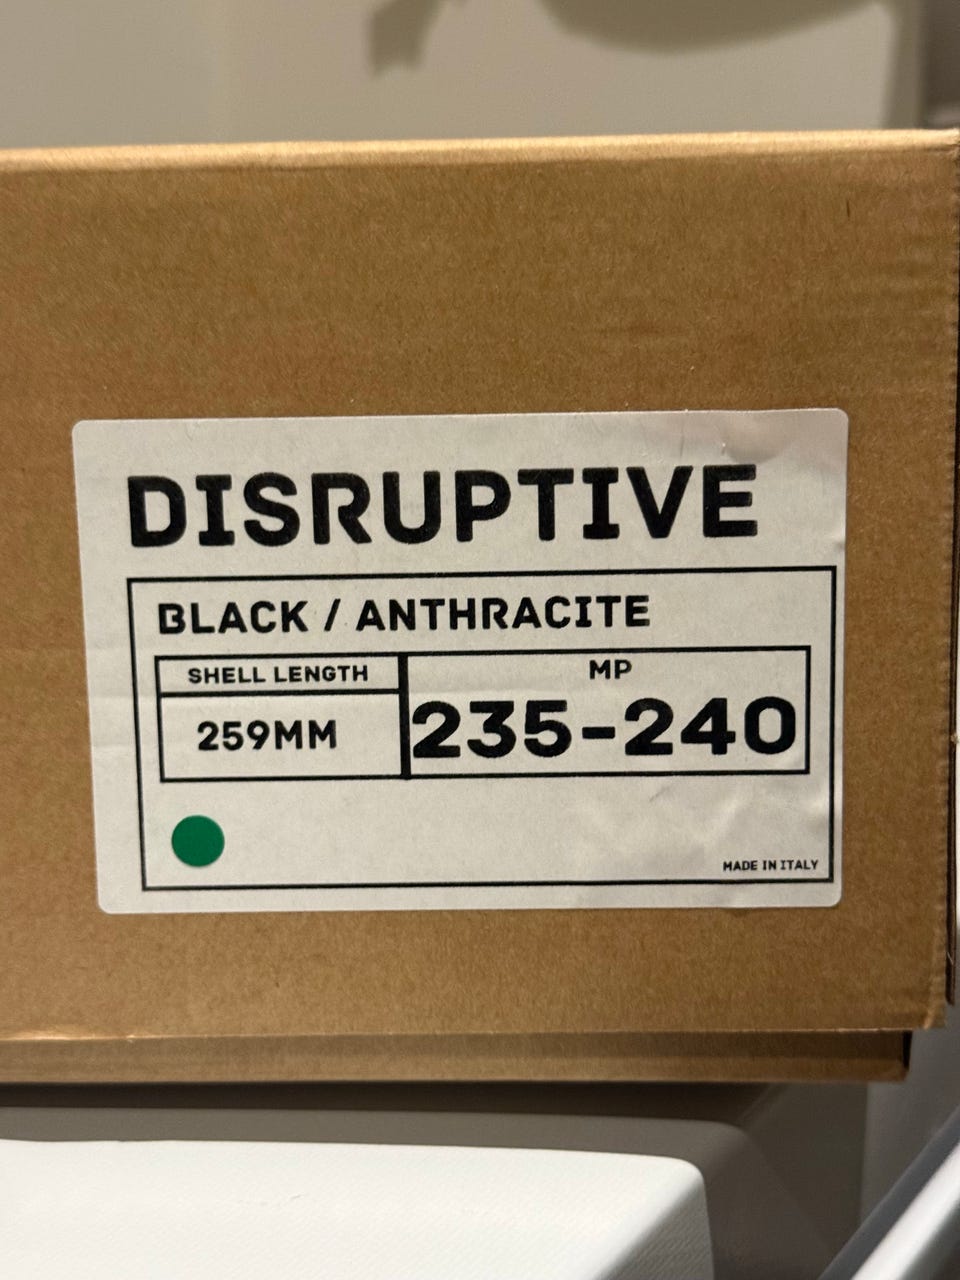 DISRUPTIVE
BLACK / ANTHRACITE
SHELL LENGTH
259MM
MP
235-240
MADE IN ITALY